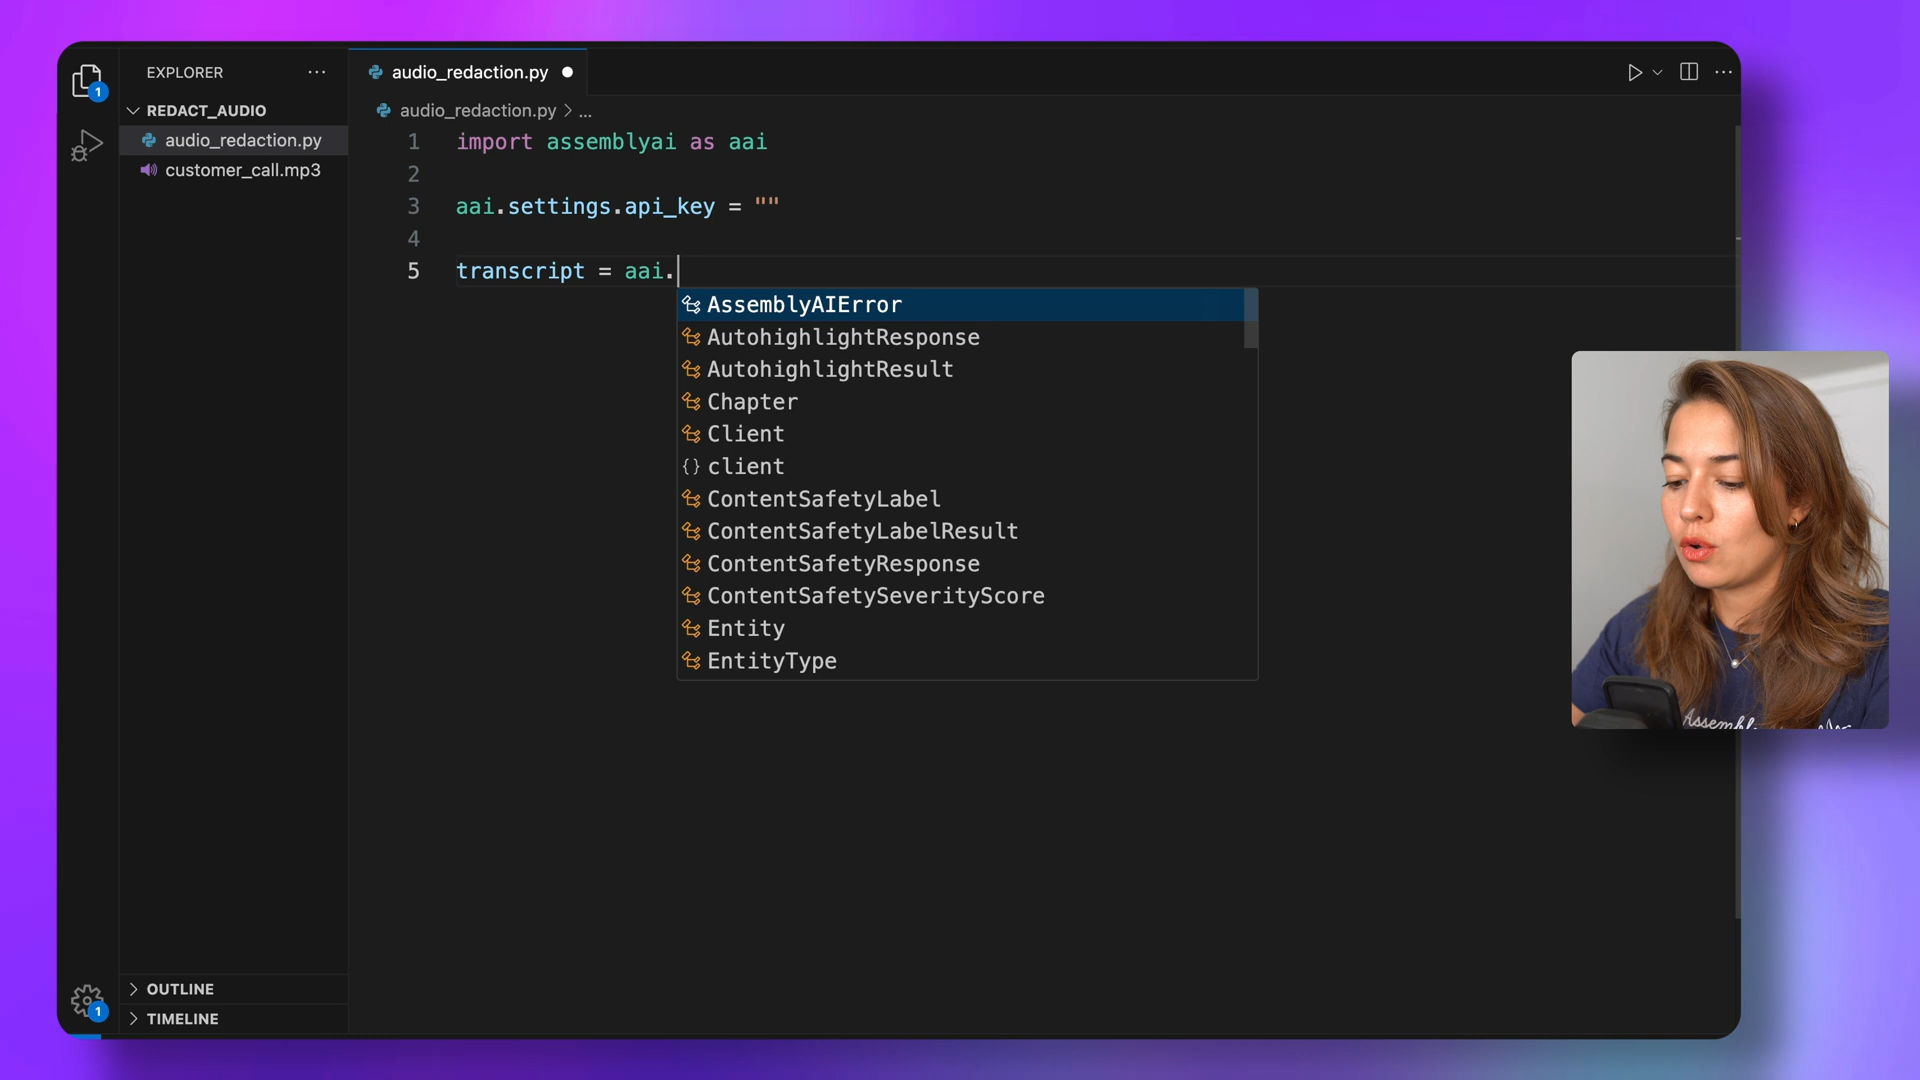 EXPLORER
audio_redaction.py
1
REDACT_AUDIO
audio_redaction.py > ...
audio_redaction.py
customer_call.mp3
1 import assemblyai as aai
2
3 aai.settings.api_key = ""
4
5 transcript = aai.
AssemblyAIError
AutohighlightResponse
AutohighlightResult
Chapter
Client
{} client
ContentSafetyLabel
ContentSafetyLabelResult
ContentSafetyResponse
ContentSafetySeverityScore
Entity
EntityType
OUTLINE
1
TIMELINE